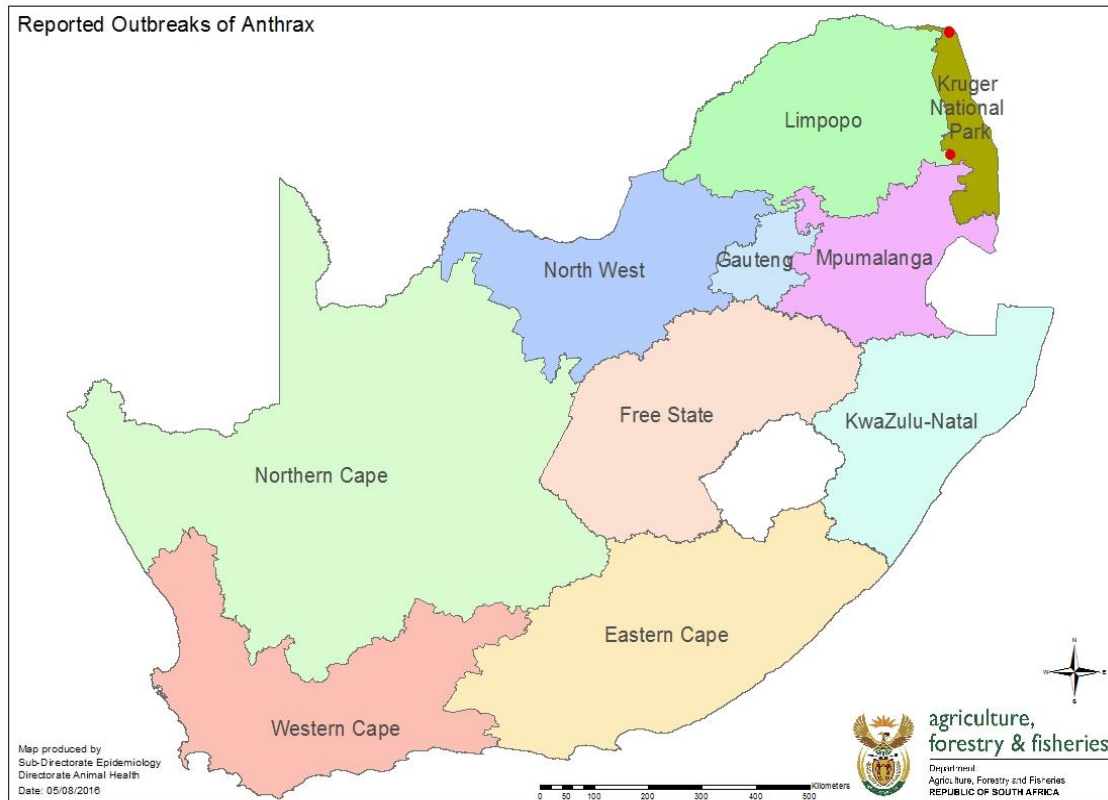 Reported Outbreaks of Anthrax
Kruger
National
Park
Limpopo
North West
Gauteng
Mpumalanga
Free State
KwaZulu-Natal
Northern Cape
Eastern Cape
Western Cape
N
W
E
S
Map produced by
Sub-Directorate Epidemiology
Directorate Animal Health
Date: 05/08/2016
Kilometers
0 50 100 200 300 400 500
agriculture,
forestry & fisheries
Department:
Agriculture, Forestry and Fisheries
REPUBLIC OF SOUTH AFRICA